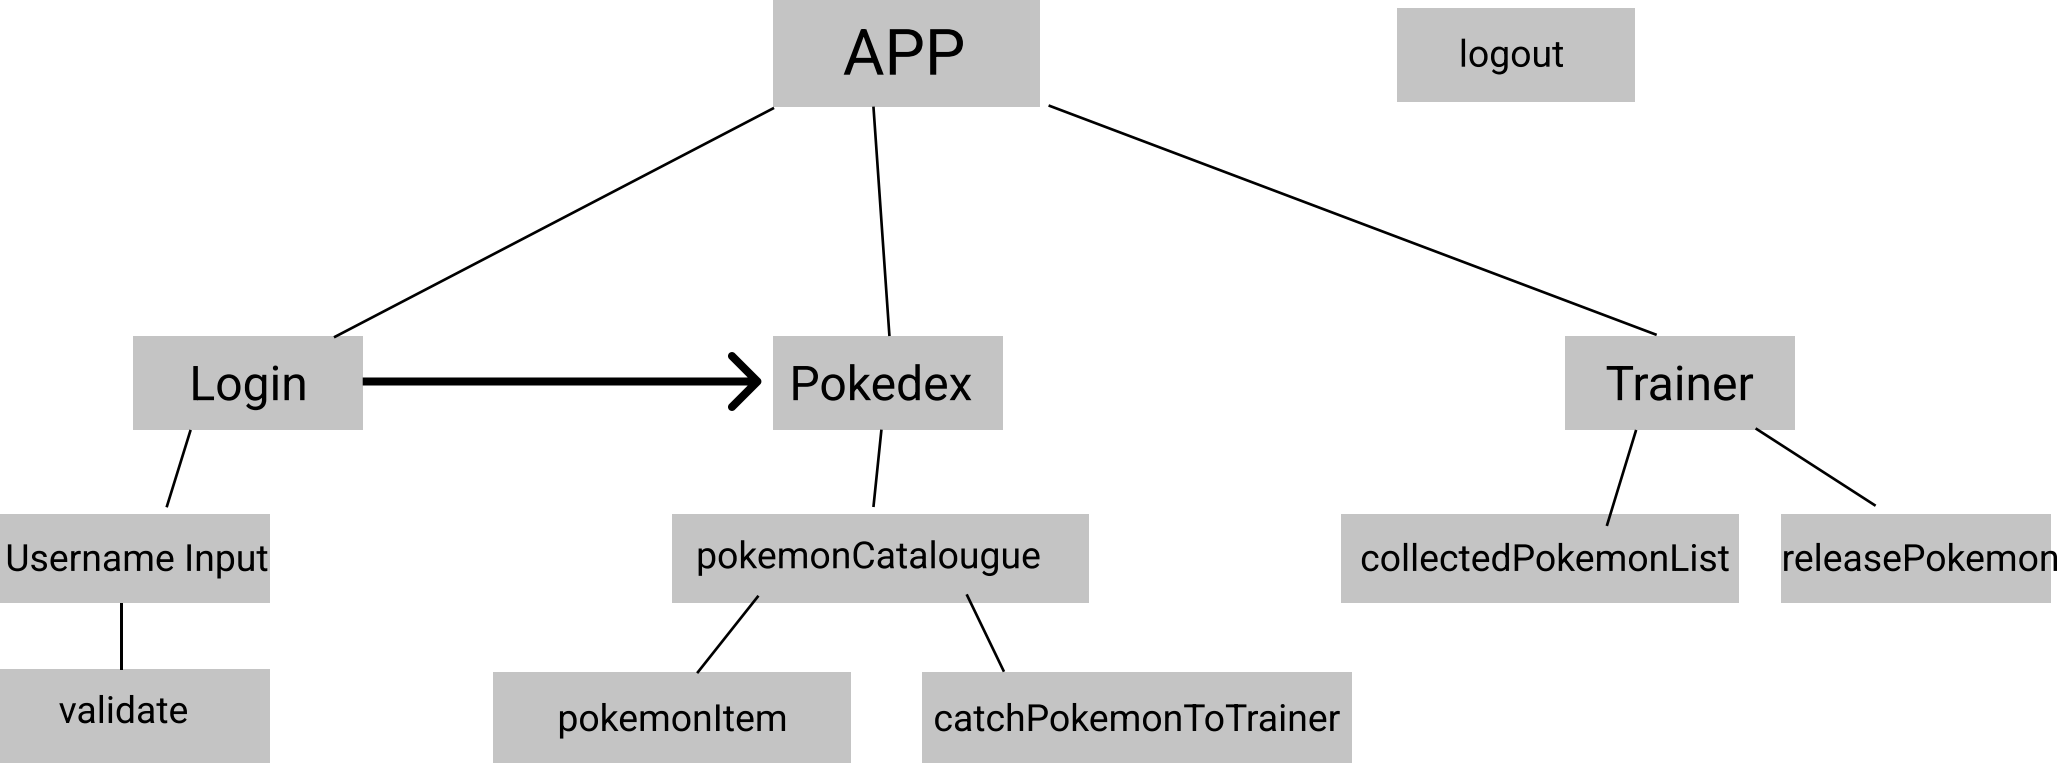 APP
logout
Login
Pokedex
Trainer
Username Input
pokemonCatalougue
collectedPokemonList
releasePokemon
validate
pokemonItem
catchPokemonToTrainer